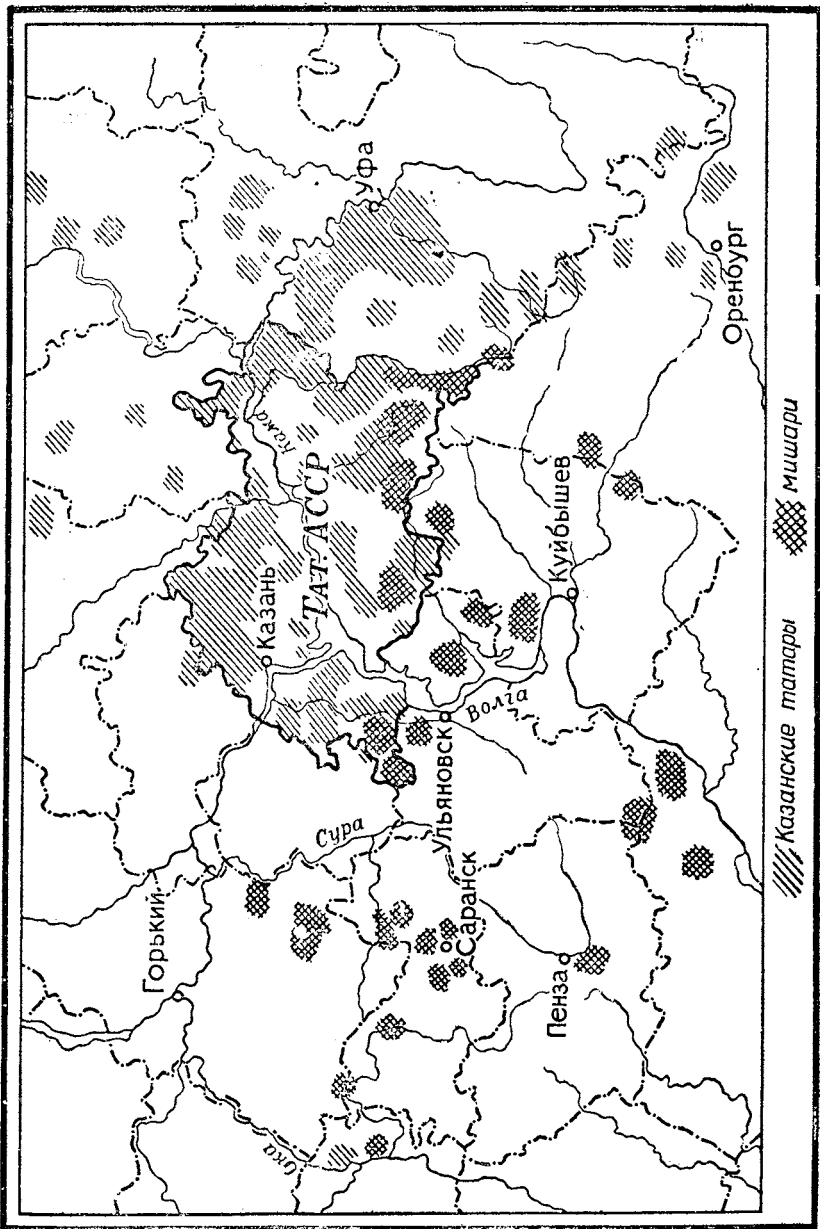 Горький
Казань
Уфа
Кама
ТАТ. АССР
Ока
Сура
Волга
Саранск
Ульяновск
Пенза
Куйбышев
Оренбург
Казанские татары
мишари